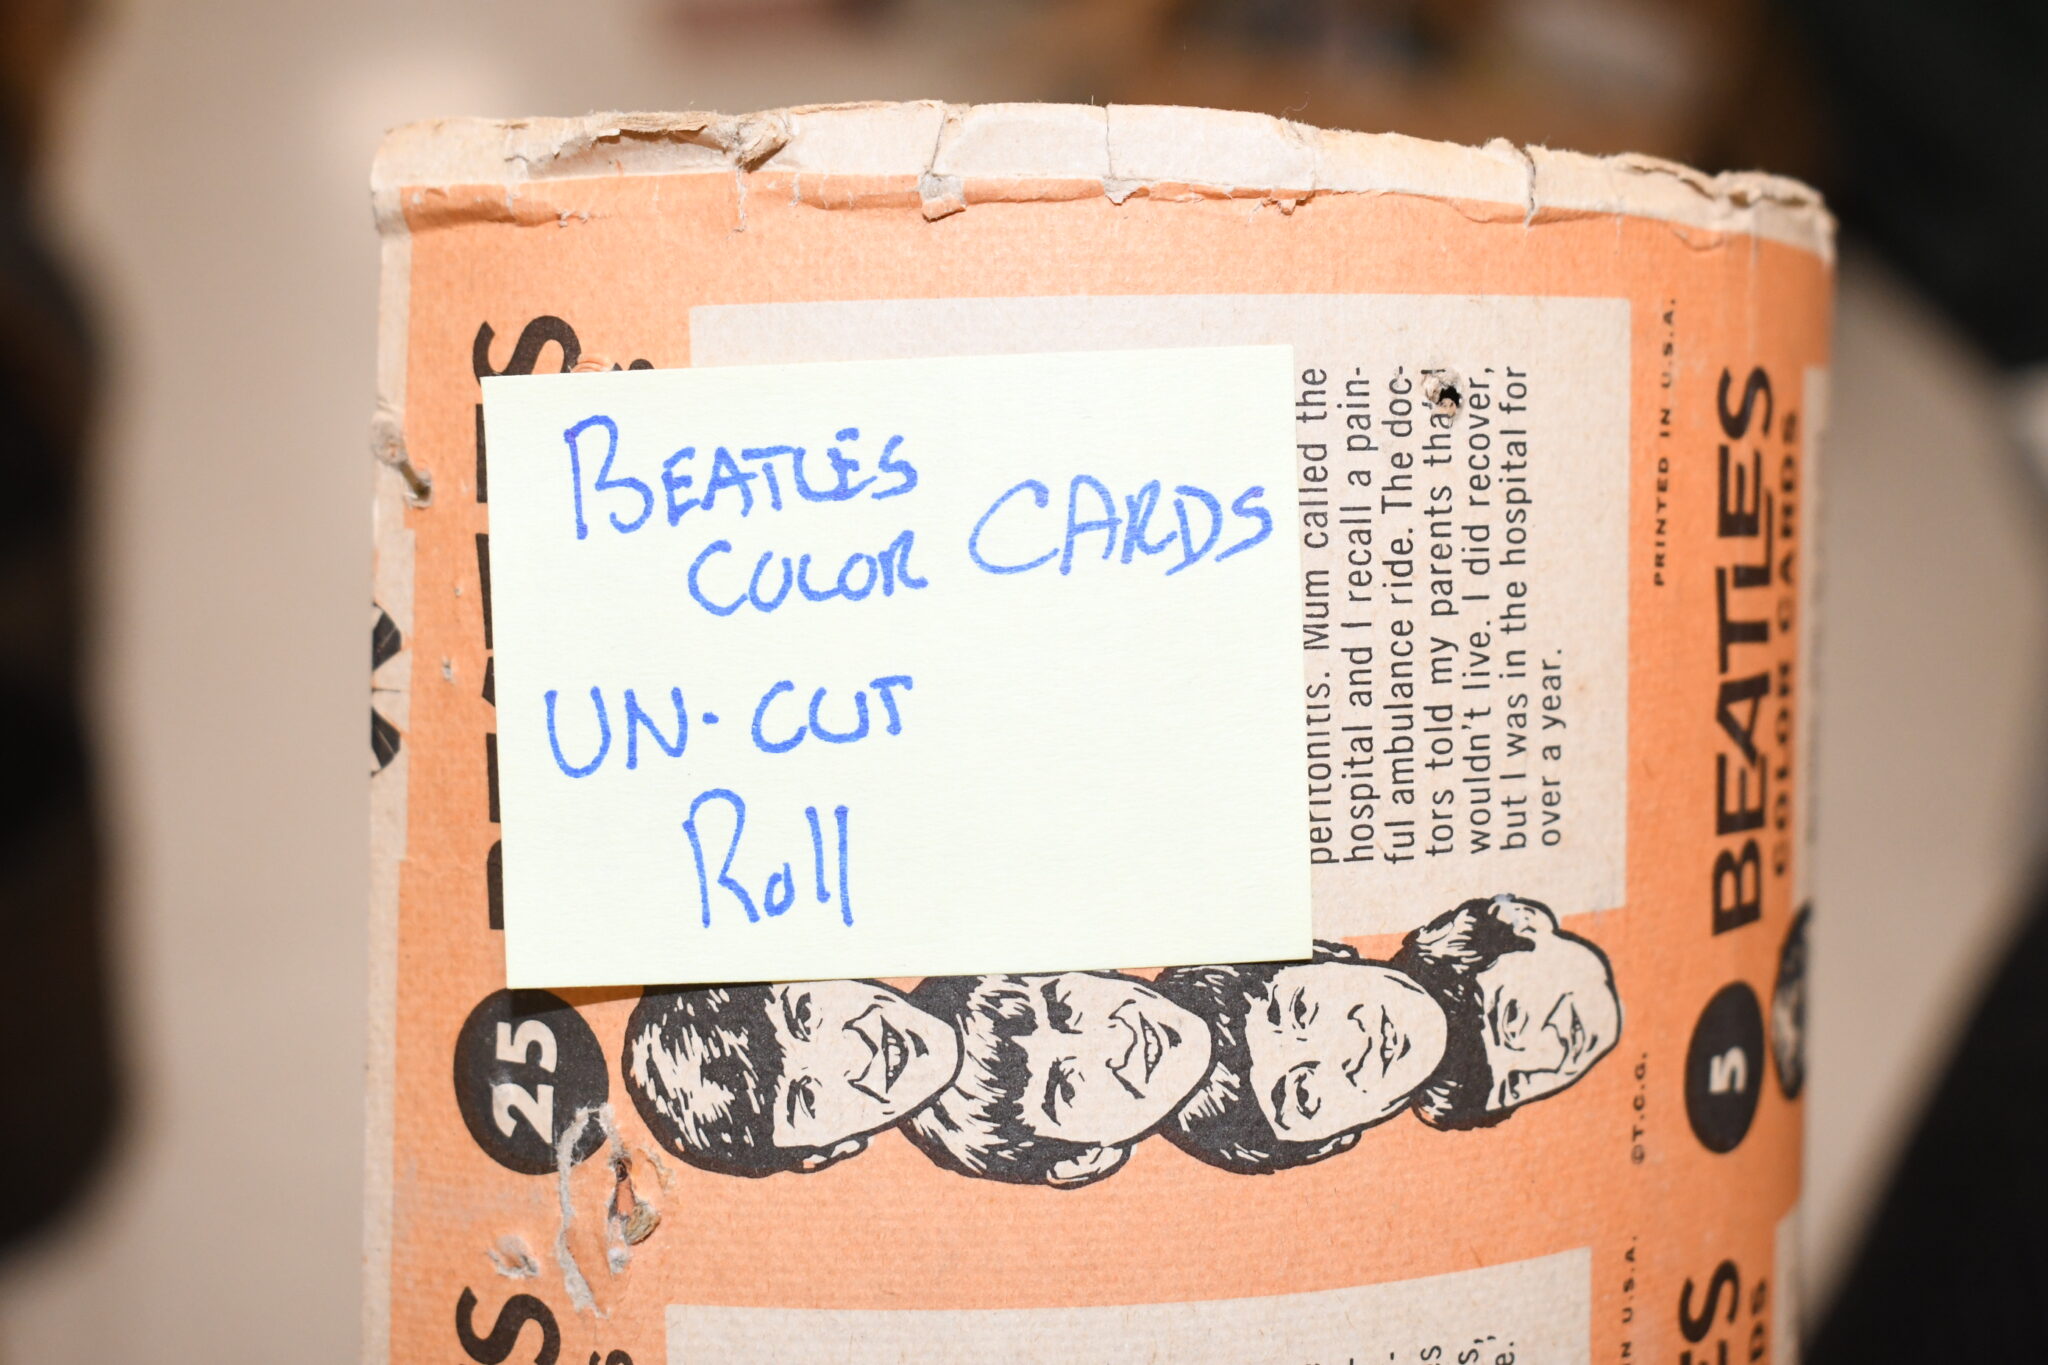 BEATLES
COLOR CARDS
UN-CUT
Roll
peritonitis. Mum called the
hospital and I recall a pain-
ful ambulance ride. The doc-
tors told my parents that I
wouldn't live. I did recover,
but I was in the hospital for
over a year.
PRINTED IN U.S.A.
©T.C.G.
25
BEATLES
COLOR CARDS
5
IN U.S.A.